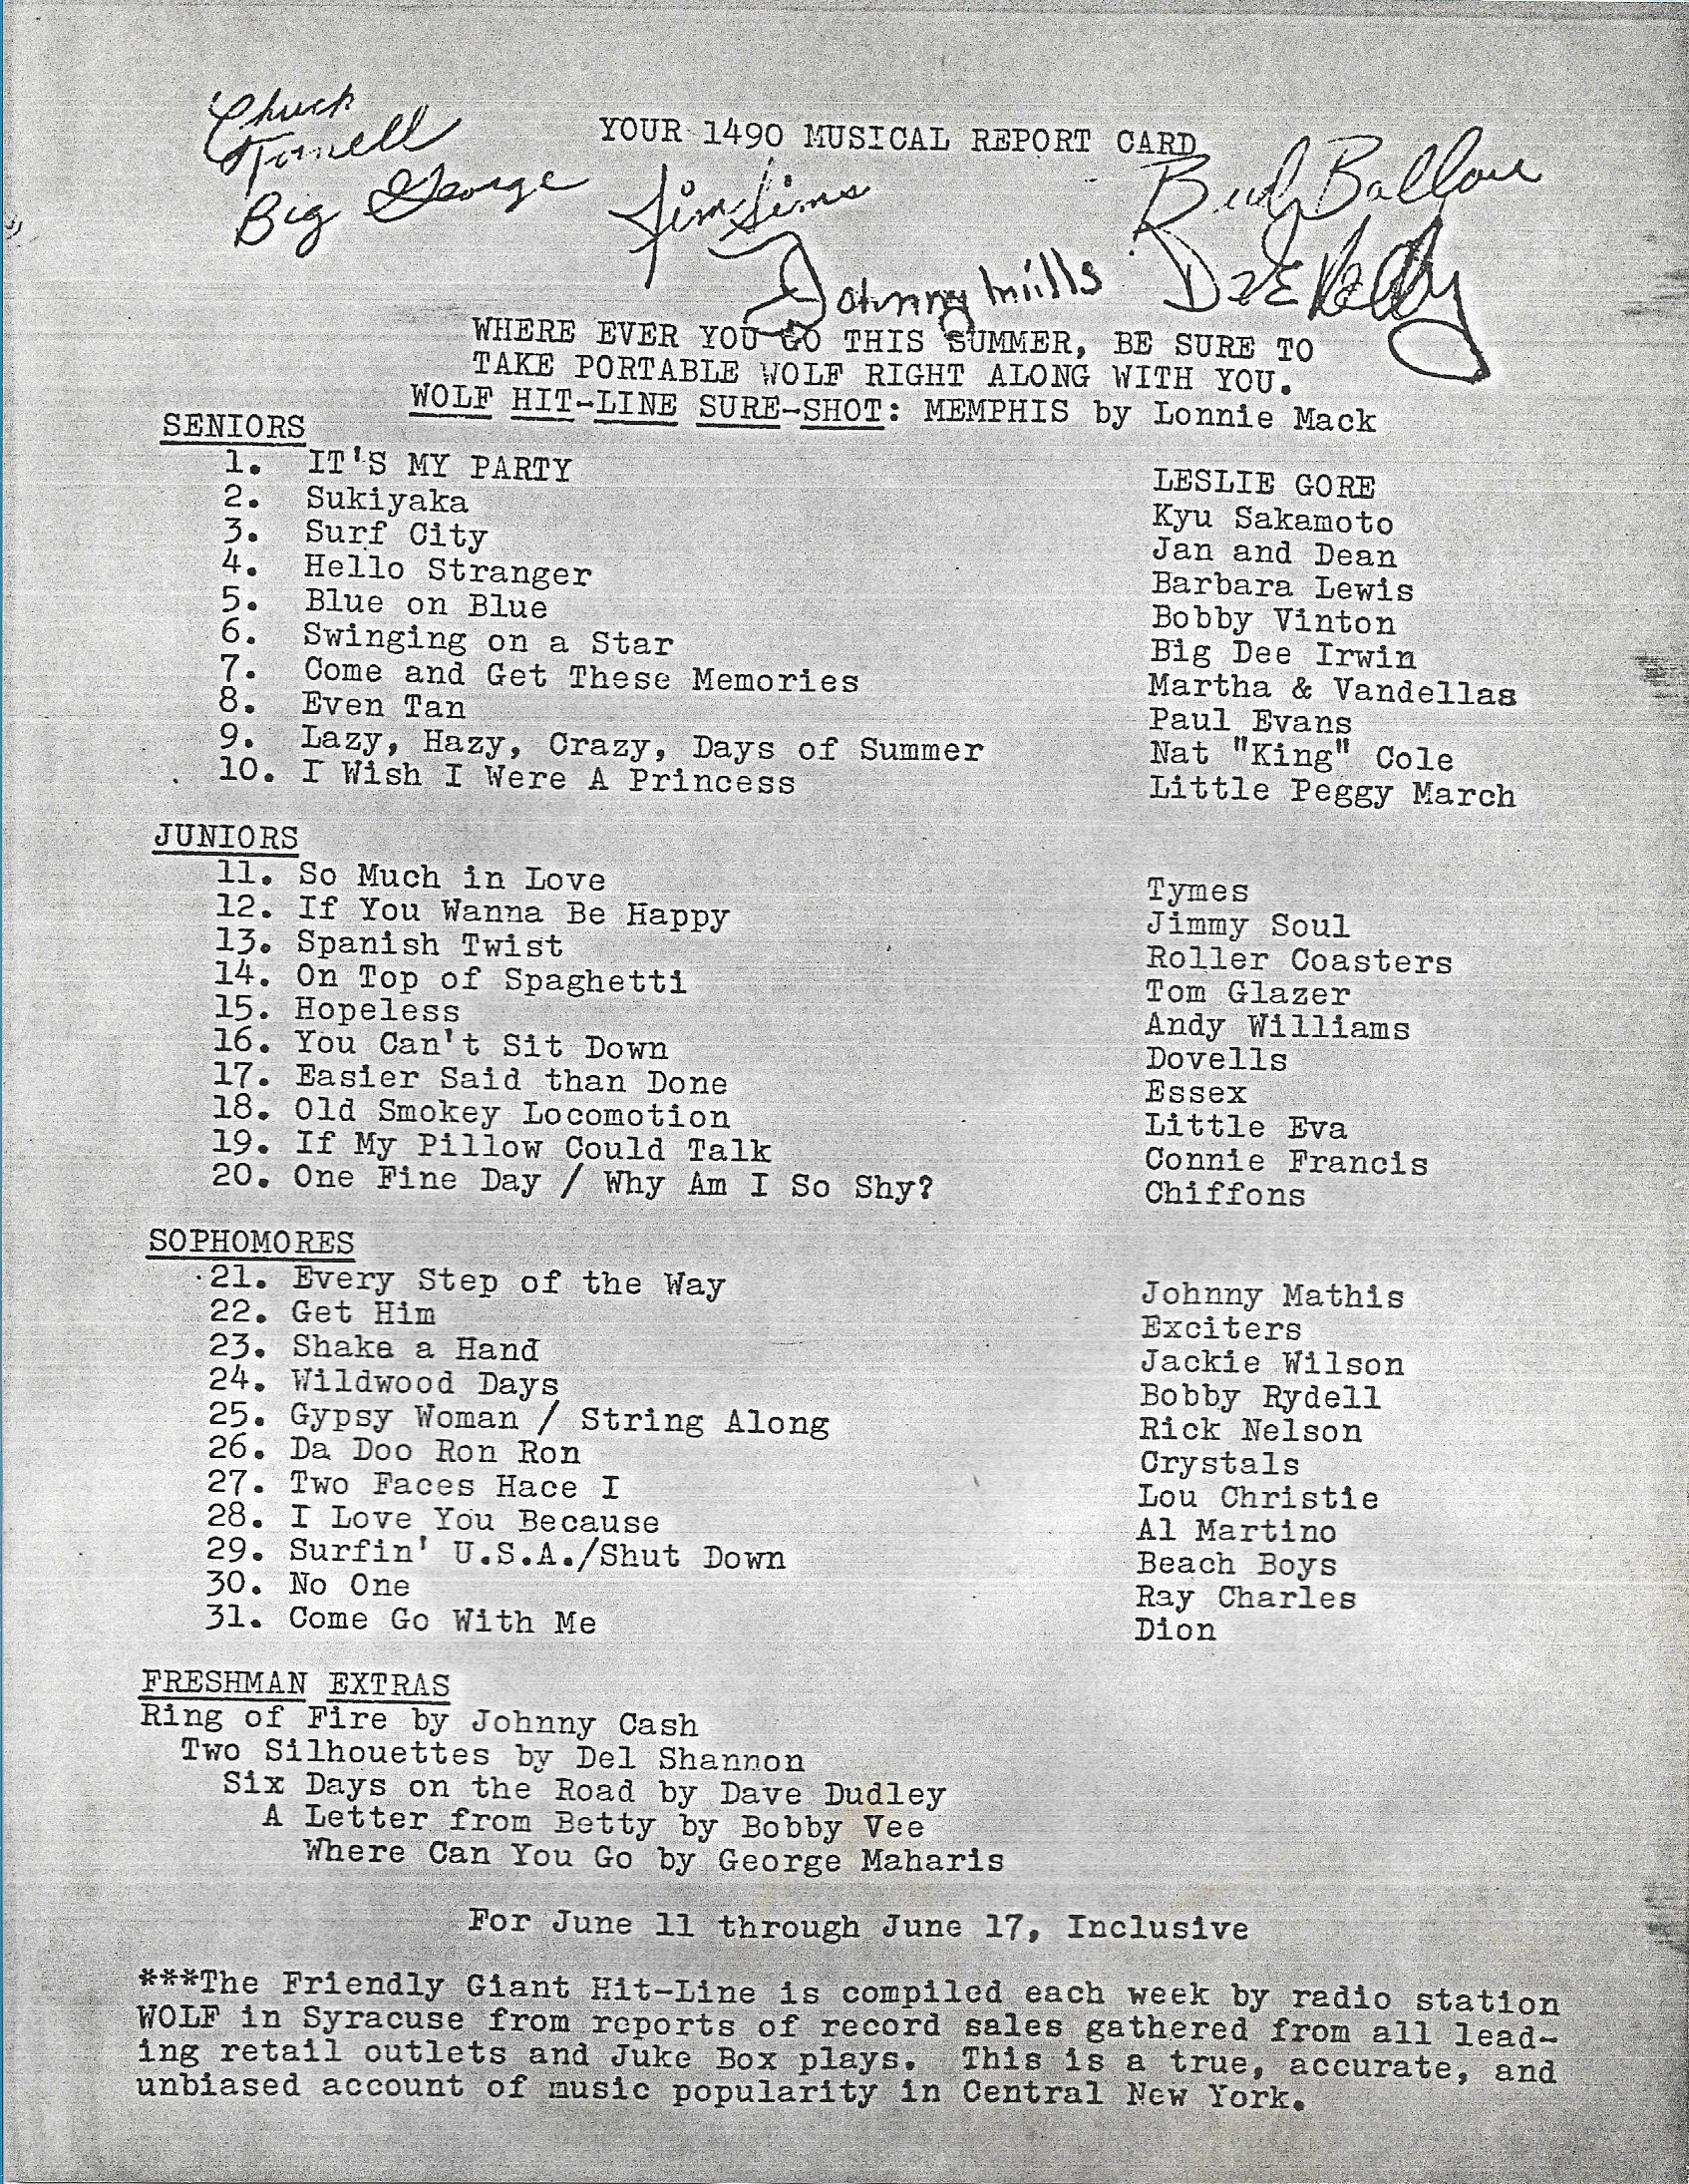 Chuck
YOUR 1490 MUSICAL REPORT CARD
Big George
Jim Sims
Bud Ballou
Johnny Mills
WHERE EVER YOU GO THIS SUMMER, BE SURE TO
TAKE PORTABLE WOLF RIGHT ALONG WITH YOU.
WOLF HIT-LINE SURE-SHOT: MEMPHIS by Lonnie Mack
SENIORS
1. IT'S MY PARTY LESLIE GORE
2. Sukiyaka Kyu Sakamoto
3. Surf City Jan and Dean
4. Hello Stranger Barbara Lewis
5. Blue on Blue Bobby Vinton
6. Swinging on a Star Big Dee Irwin
7. Come and Get These Memories Martha & Vandellas
8. Even Tan Paul Evans
9. Lazy, Hazy, Crazy, Days of Summer Nat "King" Cole
10. I Wish I Were A Princess Little Peggy March
JUNIORS
11. So Much in Love Tymes
12. If You Wanna Be Happy Jimmy Soul
13. Spanish Twist Roller Coasters
14. On Top of Spaghetti Tom Glazer
15. Hopeless Andy Williams
16. You Can't Sit Down Dovells
17. Easier Said than Done Essex
18. Old Smokey Locomotion Little Eva
19. If My Pillow Could Talk Connie Francis
20. One Fine Day / Why Am I So Shy? Chiffons
SOPHOMORES
21. Every Step of the Way Johnny Mathis
22. Get Him Exciters
23. Shake a Hand Jackie Wilson
24. Wildwood Days Bobby Rydell
25. Gypsy Woman / String Along Rick Nelson
26. Da Doo Ron Ron Crystals
27. Two Faces Hace I Lou Christie
28. I Love You Because Al Martino
29. Surfin' U.S.A./Shut Down Beach Boys
30. No One Ray Charles
31. Come Go With Me Dion
FRESHMAN EXTRAS
Ring of Fire by Johnny Cash
Two Silhouettes by Del Shannon
Six Days on the Road by Dave Dudley
A Letter from Betty by Bobby Vee
Where Can You Go by George Maharis
For June 11 through June 17, Inclusive
***The Friendly Giant Hit-Line is compiled each week by radio station
WOLF in Syracuse from reports of record sales gathered from all lead-
ing retail outlets and Juke Box plays. This is a true, accurate, and
unbiased account of music popularity in Central New York.